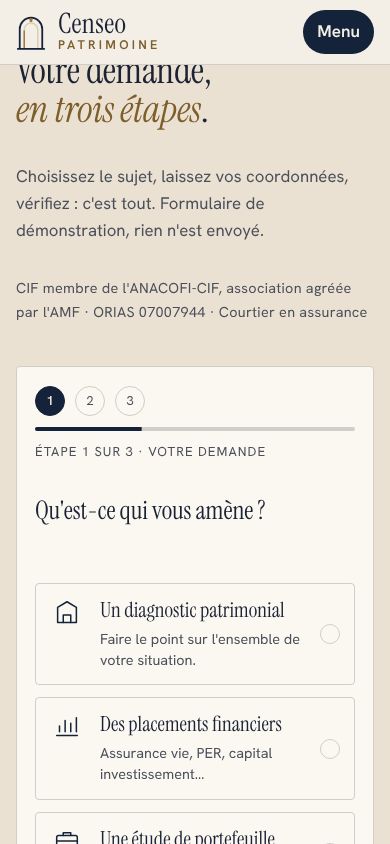 Censeo
PATRIMOINE
Menu
Votre demande,
en trois étapes.
Choisissez le sujet, laissez vos coordonnées,
vérifiez : c'est tout. Formulaire de
démonstration, rien n'est envoyé.
CIF membre de l'ANACOFI-CIF, association agréée
par l'AMF · ORIAS 07007944 · Courtier en assurance
1 2 3
ÉTAPE 1 SUR 3 · VOTRE DEMANDE
Qu'est-ce qui vous amène ?
Un diagnostic patrimonial
Faire le point sur l'ensemble de
votre situation.
Des placements financiers
Assurance vie, PER, capital
investissement…
Une étude de portefeuille